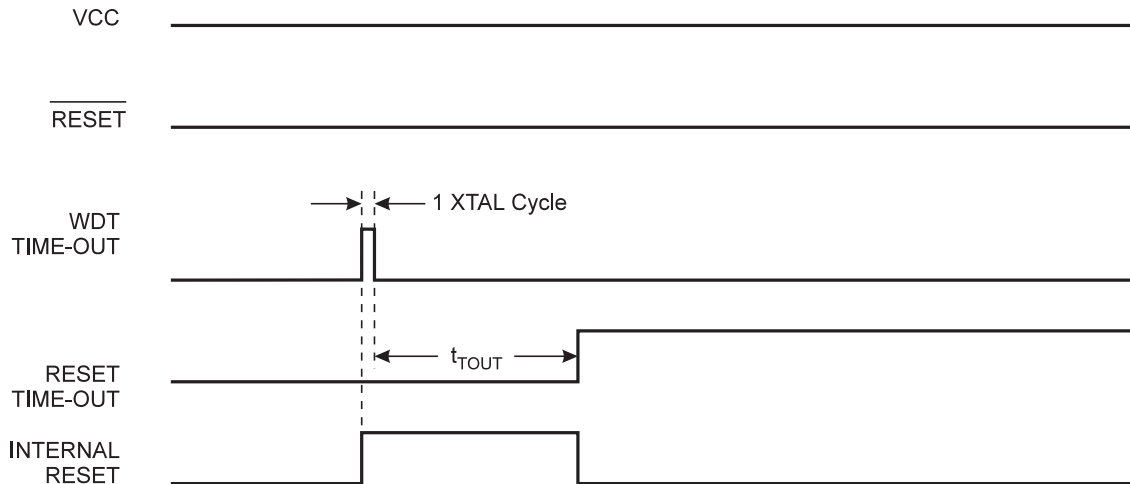 VCC
RESET
1 XTAL Cycle
WDT
TIME-OUT
tTOUT
RESET
TIME-OUT
INTERNAL
RESET